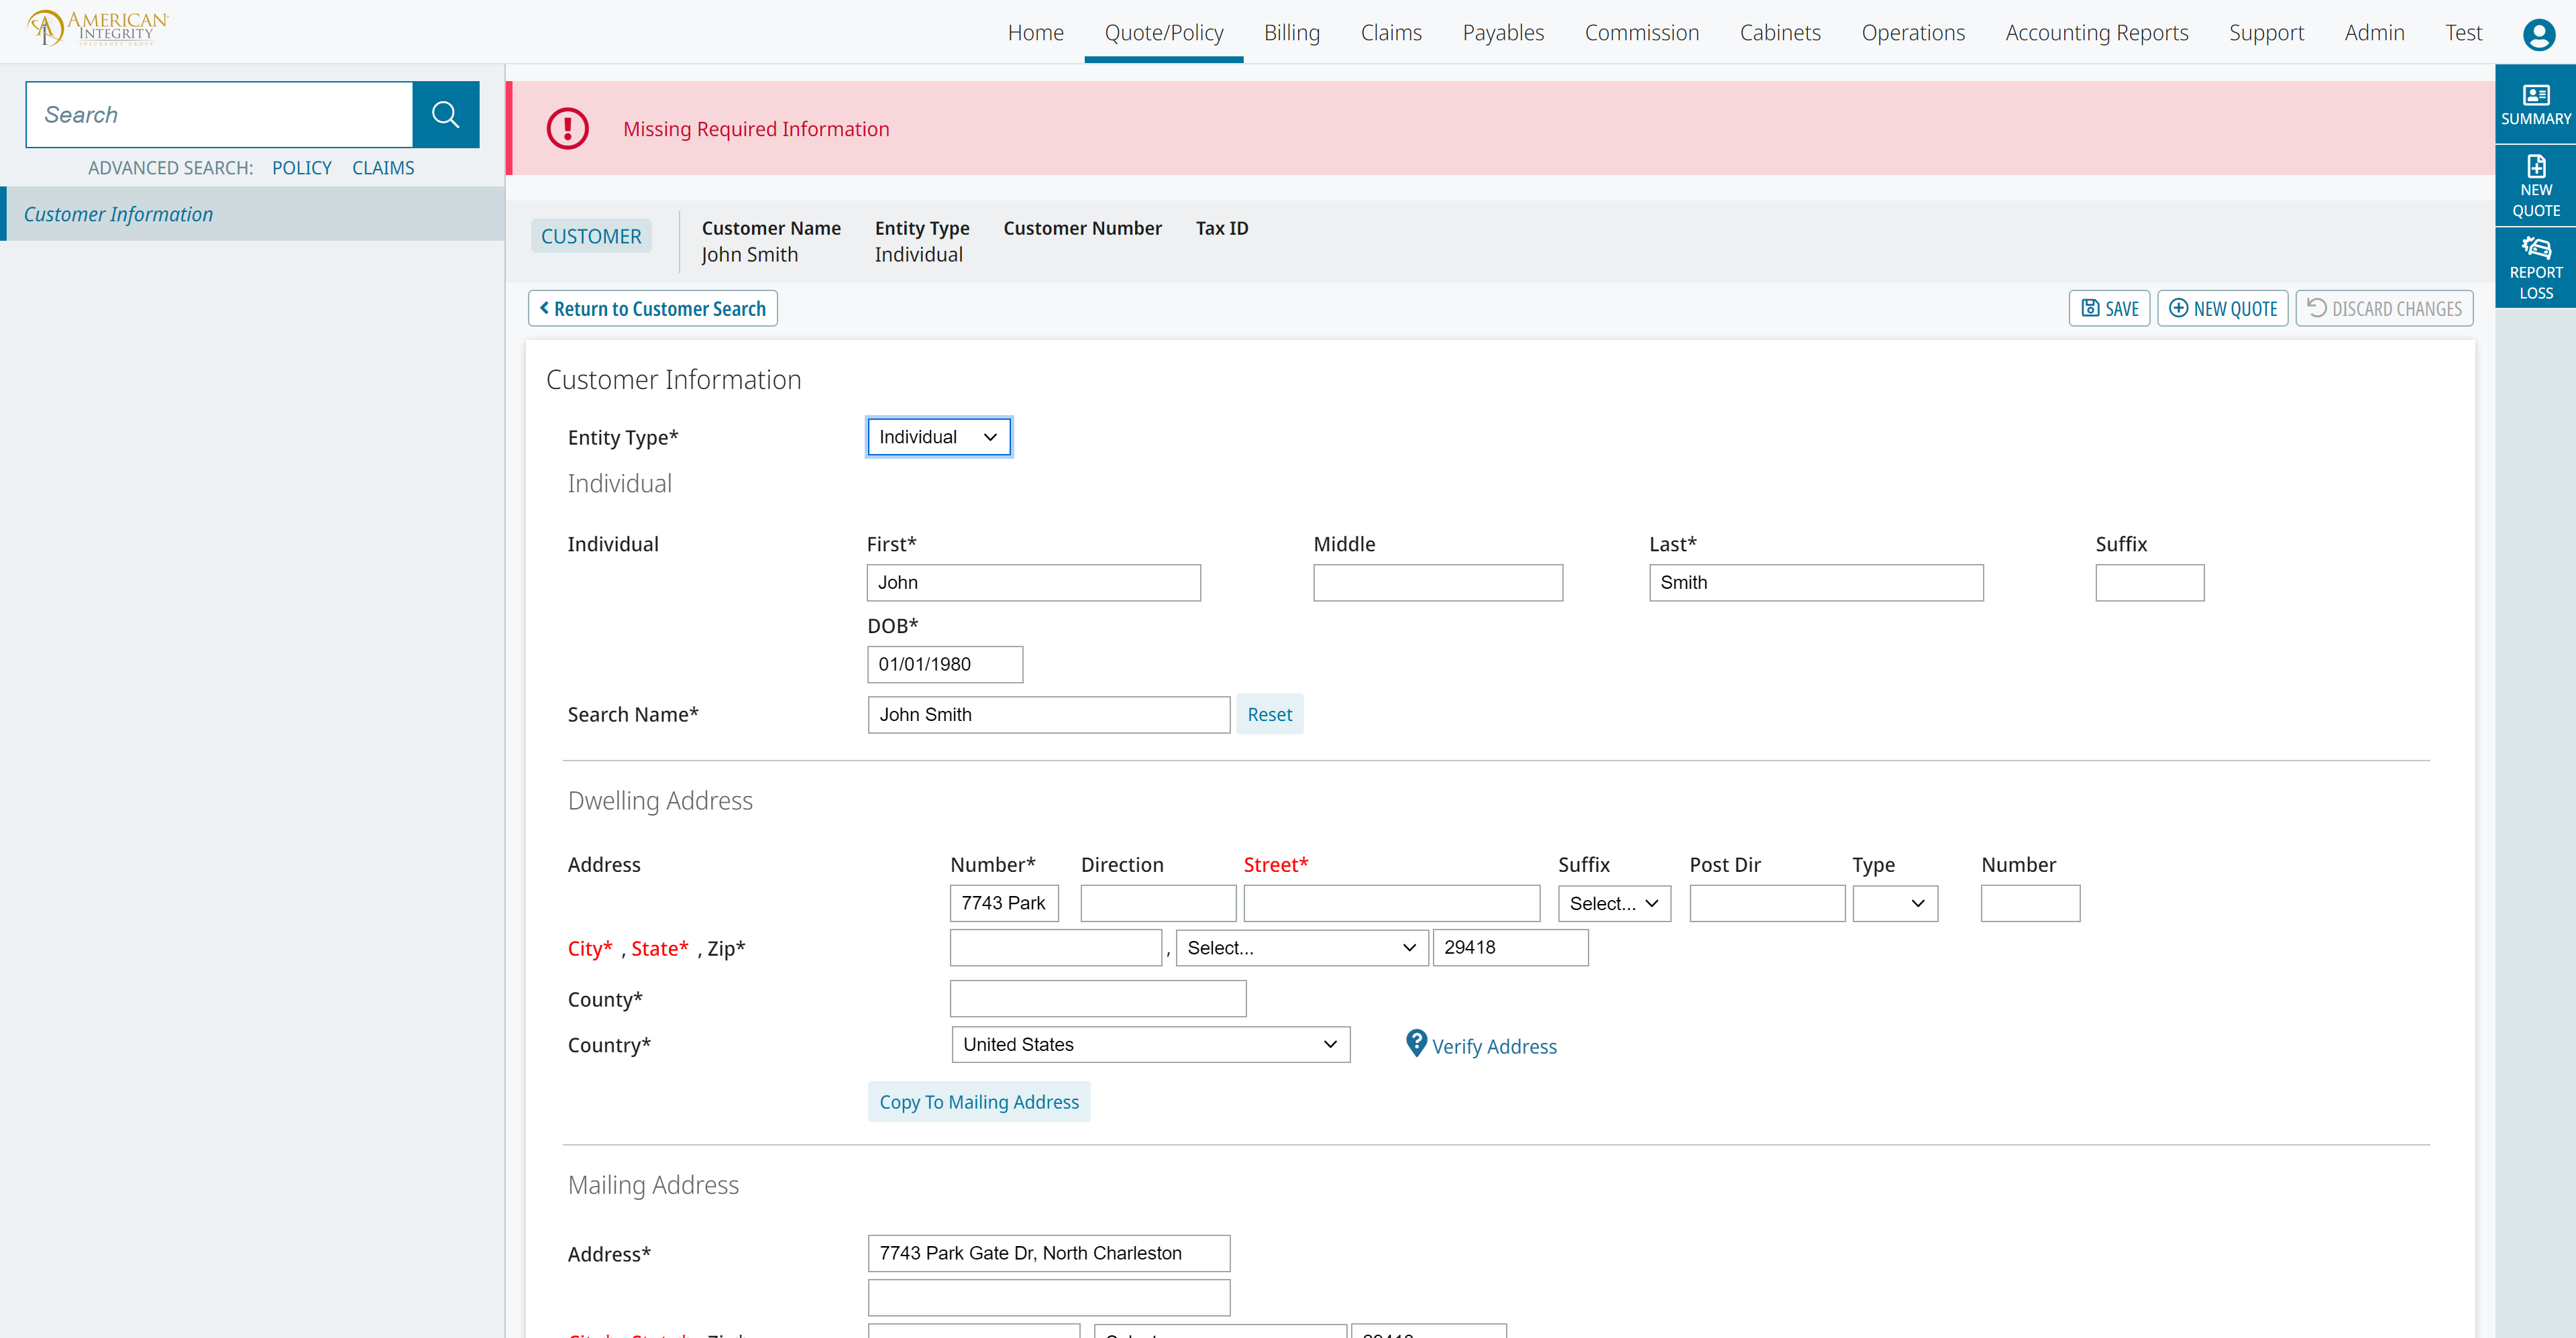 AMERICAN
INTEGRITY
INSURANCE GROUP
Home Quote/Policy Billing Claims Payables Commission Cabinets Operations Accounting Reports Support Admin Test
Search
ADVANCED SEARCH: POLICY CLAIMS
Customer Information
Missing Required Information
SUMMARY
NEW
QUOTE
REPORT
LOSS
CUSTOMER
Customer Name Entity Type Customer Number Tax ID
John Smith Individual
Return to Customer Search
SAVE NEW QUOTE DISCARD CHANGES
Customer Information
Entity Type* Individual
Individual
Individual First* Middle Last* Suffix
John Smith
DOB*
01/01/1980
Search Name* John Smith Reset
Dwelling Address
Address Number* Direction Street* Suffix Post Dir Type Number
7743 Park Select...
City* , State* , Zip* , Select... 29418
County*
Country* United States Verify Address
Copy To Mailing Address
Mailing Address
Address* 7743 Park Gate Dr, North Charleston